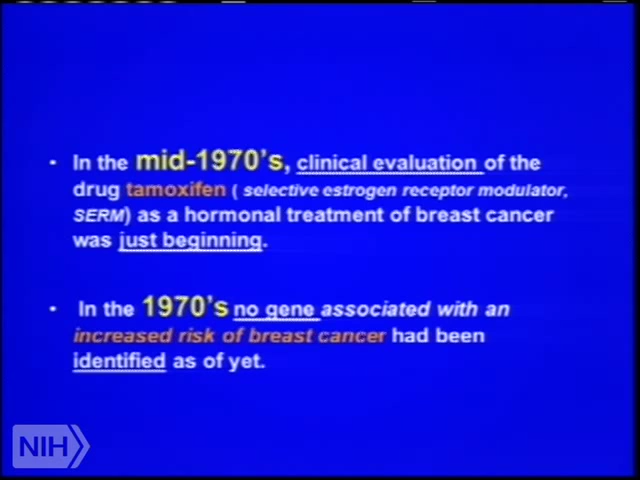 • In the mid-1970's, clinical evaluation of the
drug tamoxifen ( selective estrogen receptor modulator,
SERM) as a hormonal treatment of breast cancer
was just beginning.
• In the 1970's no gene associated with an
increased risk of breast cancer had been
identified as of yet.
NIH